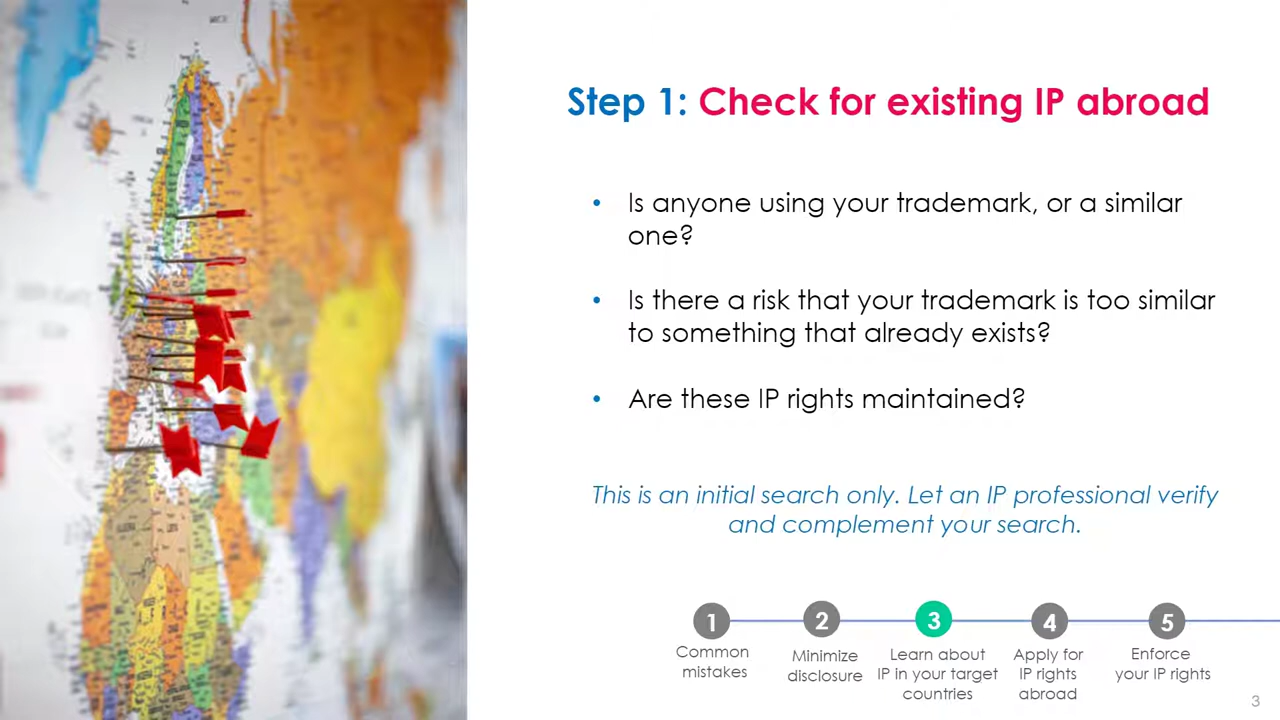 Step 1: Check for existing IP abroad
• Is anyone using your trademark, or a similar
one?
• Is there a risk that your trademark is too similar
to something that already exists?
• Are these IP rights maintained?
This is an initial search only. Let an IP professional verify
and complement your search.
1
Common
mistakes
2
Minimize
disclosure
3
Learn about
IP in your target
countries
4
Apply for
IP rights
abroad
5
Enforce
your IP rights
3